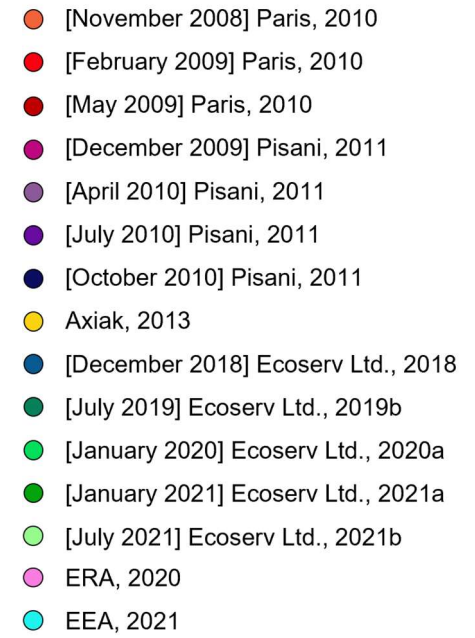 [November 2008] Paris, 2010
[February 2009] Paris, 2010
[May 2009] Paris, 2010
[December 2009] Pisani, 2011
[April 2010] Pisani, 2011
[July 2010] Pisani, 2011
[October 2010] Pisani, 2011
Axiak, 2013
[December 2018] Ecoserv Ltd., 2018
[July 2019] Ecoserv Ltd., 2019b
[January 2020] Ecoserv Ltd., 2020a
[January 2021] Ecoserv Ltd., 2021a
[July 2021] Ecoserv Ltd., 2021b
ERA, 2020
EEA, 2021